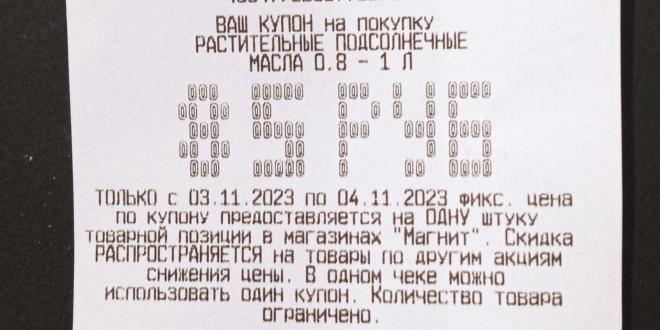 ВАШ КУПОН на покупку
РАСТИТЕЛЬНЫЕ ПОДСОЛНЕЧНЫЕ
МАСЛА 0.8 - 1 Л
85 РУБ
ТОЛЬКО с 03.11.2023 по 04.11.2023 фикс. цена
по купону предоставляется на ОДНУ штуку
товарной позиции в магазинах "Магнит". Скидка
РАСПРОСТРАНЯЕТСЯ на товары по другим акциям
снижения цены. В одном чеке можно
использовать один купон. Количество товара
ограничено.